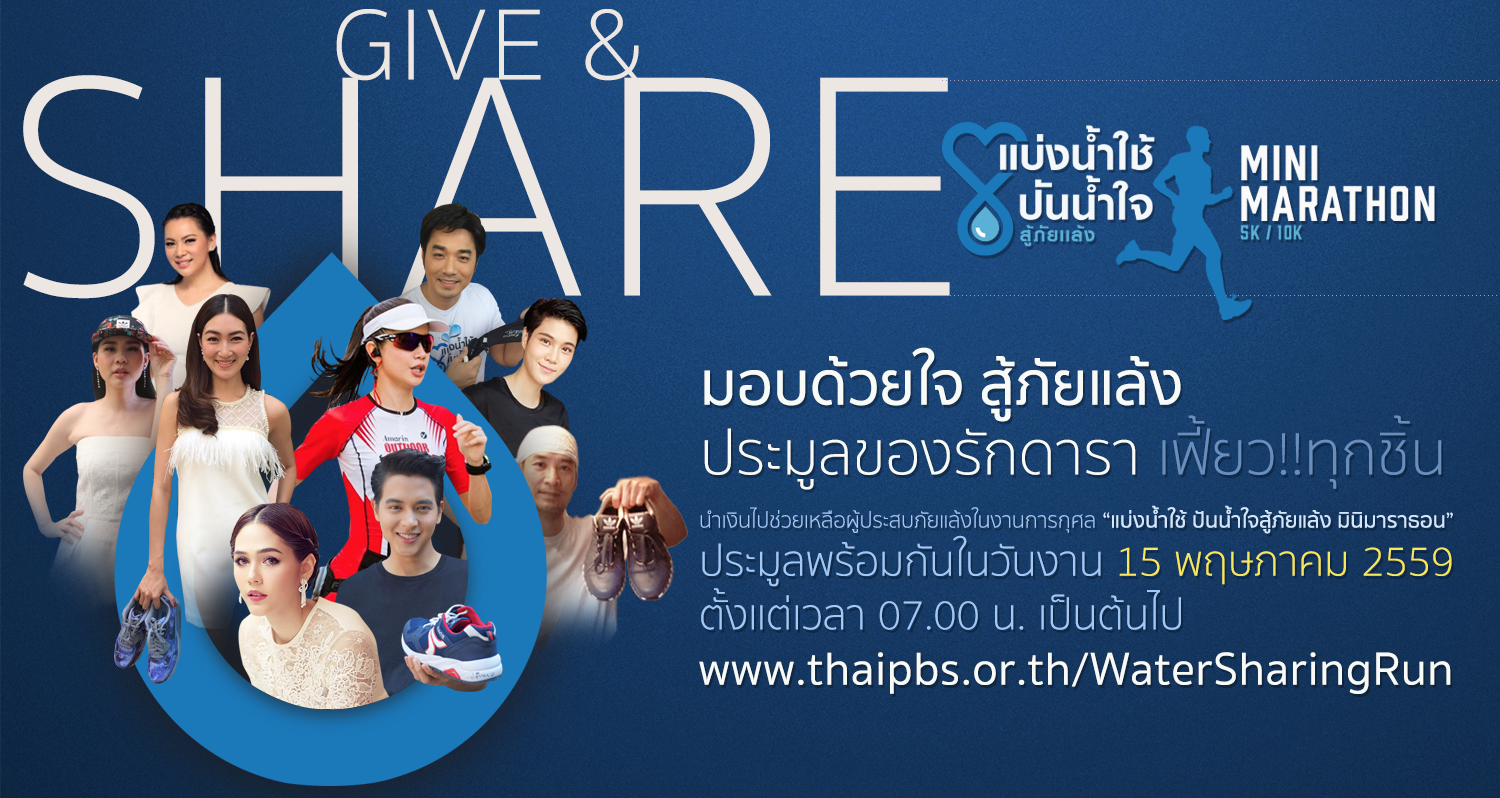 GIVE &
SHARE
แบ่งน้ำใช้
ปันน้ำใจ
สู้ภัยแล้ง
MINI
MARATHON
5K / 10K
แบ่งน้ำใช้
Amarin
OUTDOOR
มอบด้วยใจ สู้ภัยแล้ง
ประมูลของรักดารา เฟี้ยว!!ทุกชิ้น
นำเงินไปช่วยเหลือผู้ประสบภัยแล้งในงานการกุศล “แบ่งน้ำใช้ ปันน้ำใจสู้ภัยแล้ง มินิมาราธอน”
ประมูลพร้อมกันในวันงาน 15 พฤษภาคม 2559
ตั้งแต่เวลา 07.00 น. เป็นต้นไป
www.thaipbs.or.th/WaterSharingRun